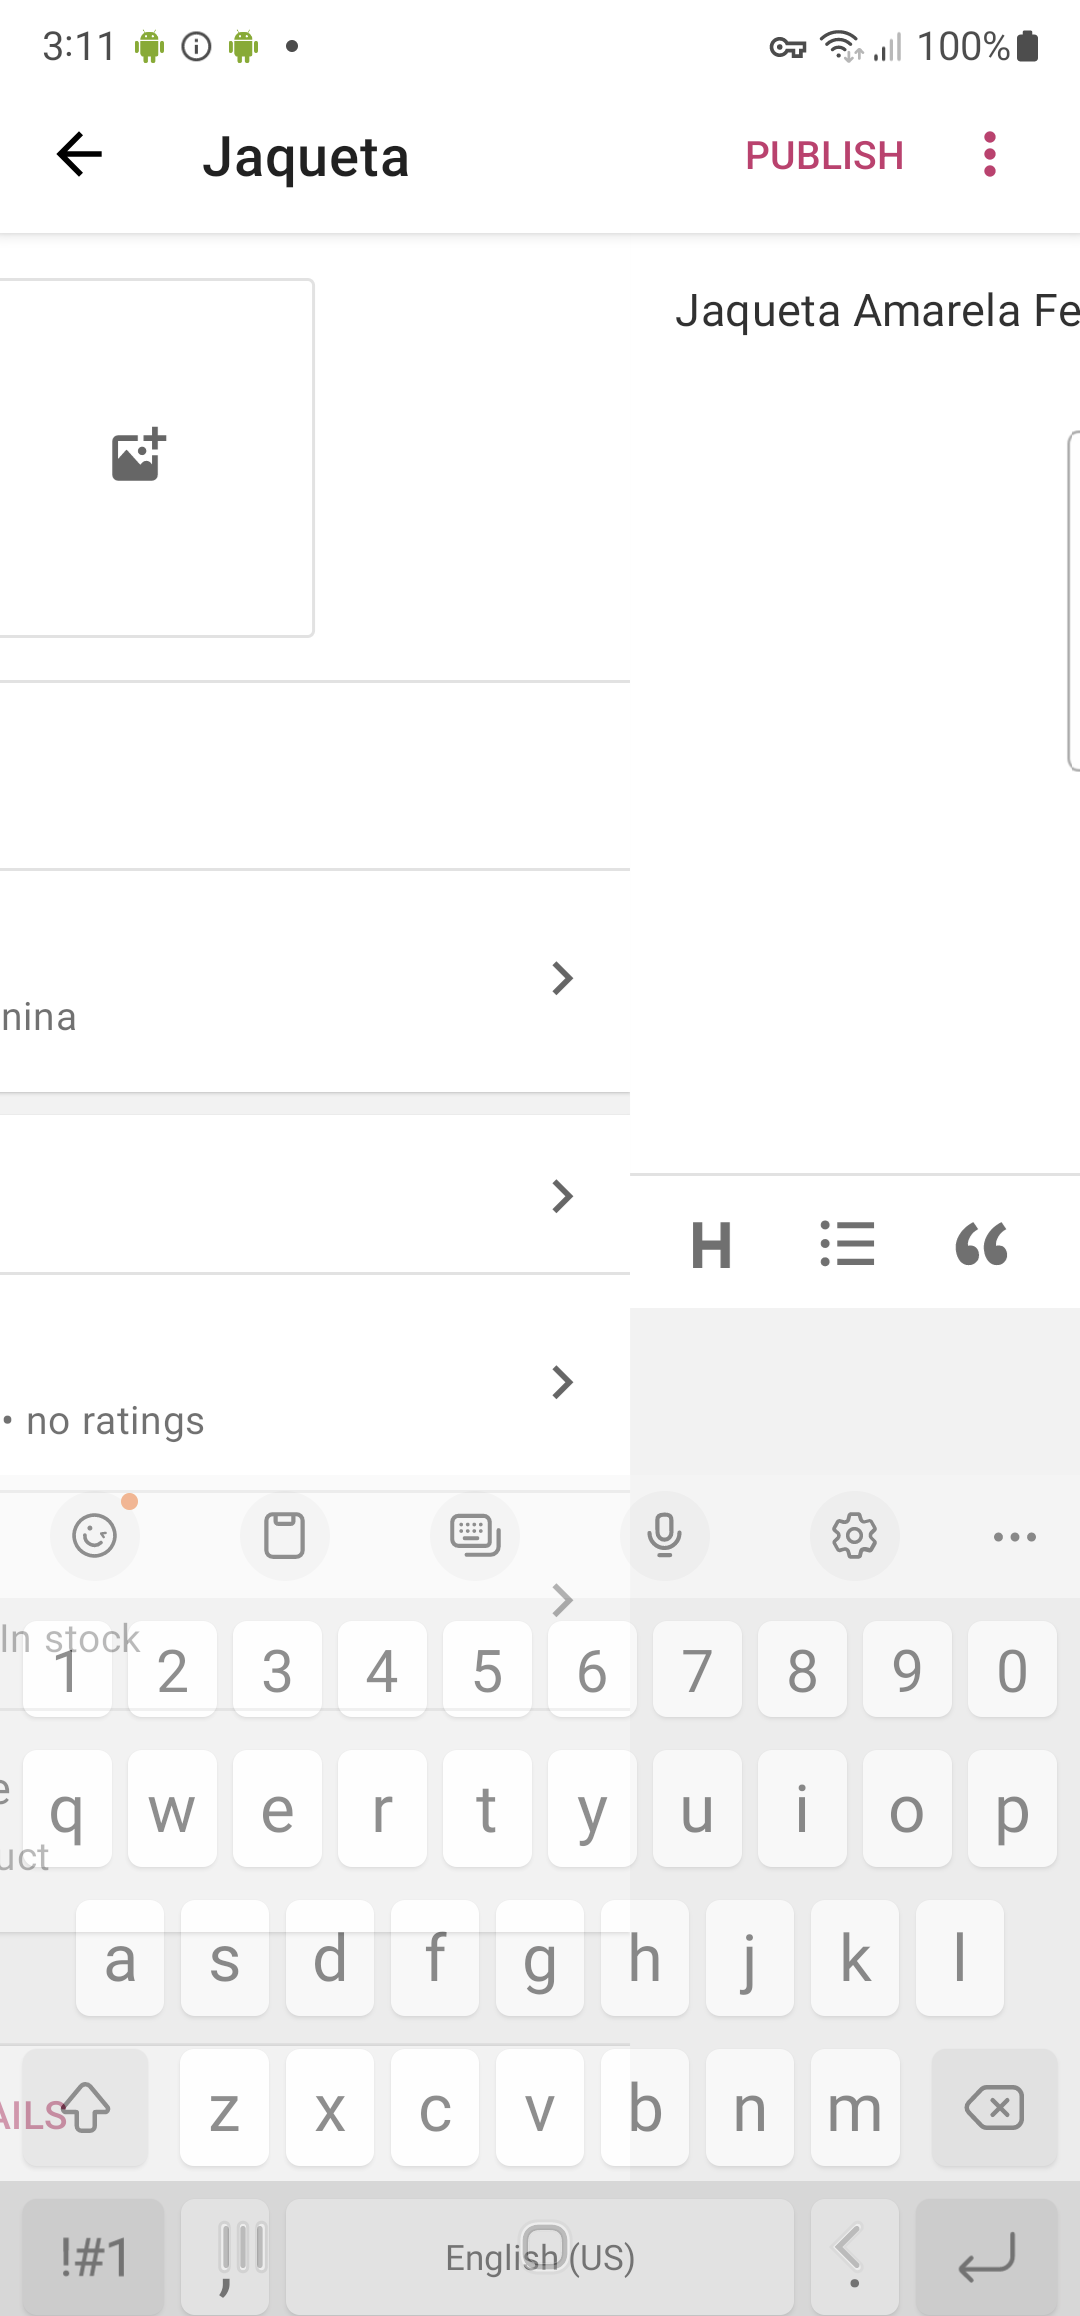 3:11 100%
Jaqueta PUBLISH
Jaqueta Amarela Fe
nina
H
• no ratings
In stock
1 2 3 4 5 6 7 8 9 0
e
q w e r t y u i o p
uct
a s d f g h j k l
AILS
z x c v b n m
!#1 , English (US) .